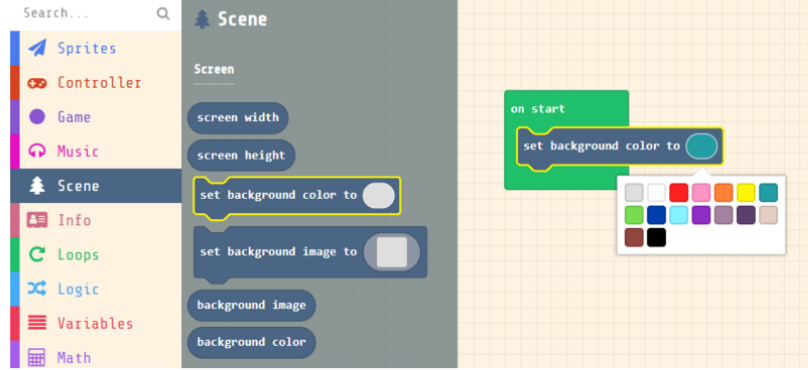 Search...
Sprites
Controller
Game
Music
Scene
Info
Loops
Logic
Variables
Math
Scene
Screen
screen width
screen height
set background color to
set background image to
background image
background color
on start
set background color to